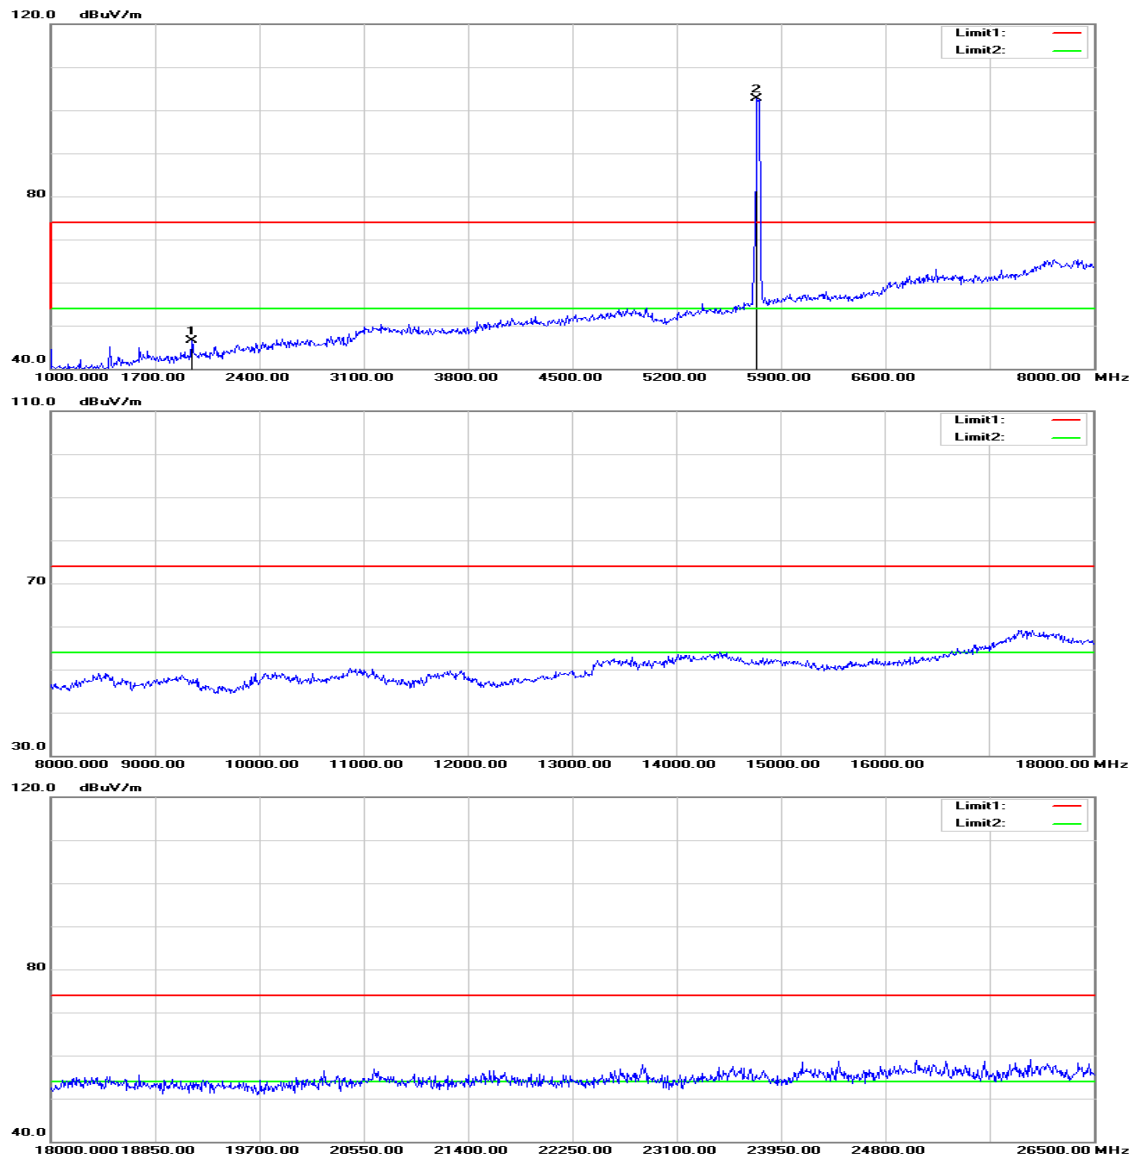 120.0 dBuV/m
Limit1:
Limit2:
2
80
1
40.0
1000.000 1700.00 2400.00 3100.00 3800.00 4500.00 5200.00 5900.00 6600.00 8000.00 MHz
110.0 dBuV/m
Limit1:
Limit2:
70
30.0
8000.000 9000.00 10000.00 11000.00 12000.00 13000.00 14000.00 15000.00 16000.00 18000.00 MHz
120.0 dBuV/m
Limit1:
Limit2:
80
40.0
18000.000 18850.00 19700.00 20550.00 21400.00 22250.00 23100.00 23950.00 24800.00 26500.00 MHz